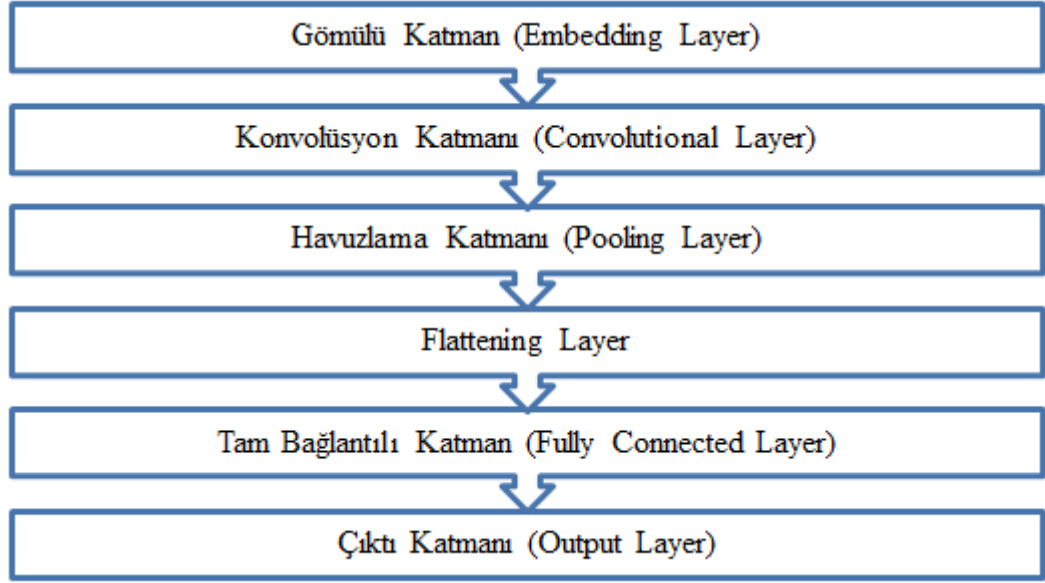 Gömülü Katman (Embedding Layer)
Konvolüsyon Katmanı (Convolutional Layer)
Havuzlama Katmanı (Pooling Layer)
Flattening Layer
Tam Bağlantılı Katman (Fully Connected Layer)
Çıktı Katmanı (Output Layer)